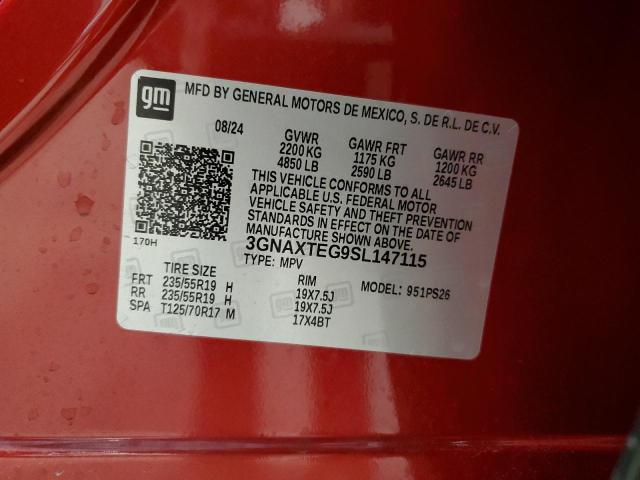 gm MFD BY GENERAL MOTORS DE MEXICO, S. DE R.L. DE C.V.
08/24 GVWR GAWR FRT GAWR RR
2200 KG 1175 KG 1200 KG
4850 LB 2590 LB 2645 LB
THIS VEHICLE CONFORMS TO ALL
APPLICABLE U.S. FEDERAL MOTOR
VEHICLE SAFETY AND THEFT PREVENTION
STANDARDS IN EFFECT ON THE DATE OF
MANUFACTURE SHOWN ABOVE.
170H 3GNAXTEG9SL147115
TYPE: MPV
TIRE SIZE RIM MODEL: 951PS26
FRT 235/55R19 H 19X7.5J
RR 235/55R19 H 19X7.5J
SPA T125/70R17 M 17X4BT